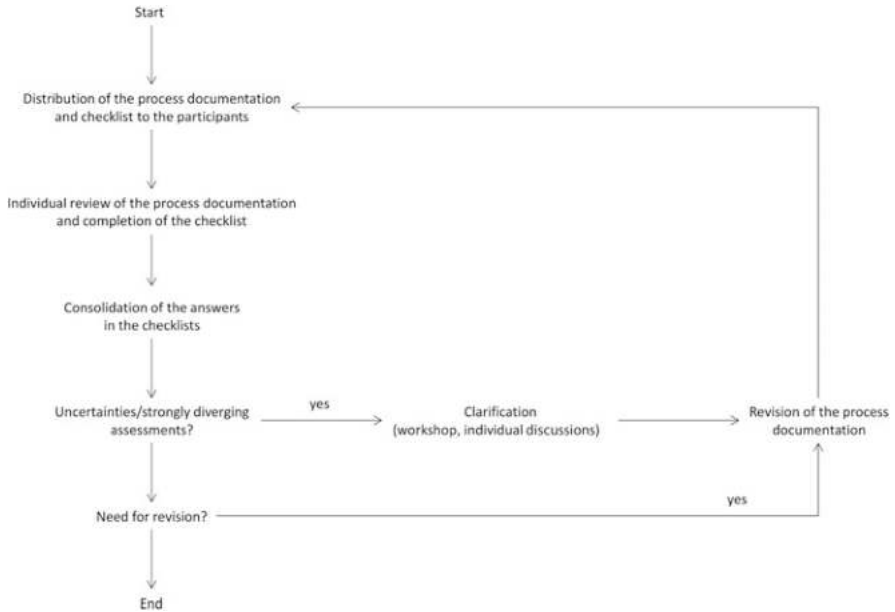 Start
Distribution of the process documentation
and checklist to the participants
Individual review of the process documentation
and completion of the checklist
Consolidation of the answers
in the checklists
Uncertainties/strongly diverging
assessments?
yes
Clarification
(workshop, individual discussions)
Revision of the process
documentation
Need for revision?
yes
End